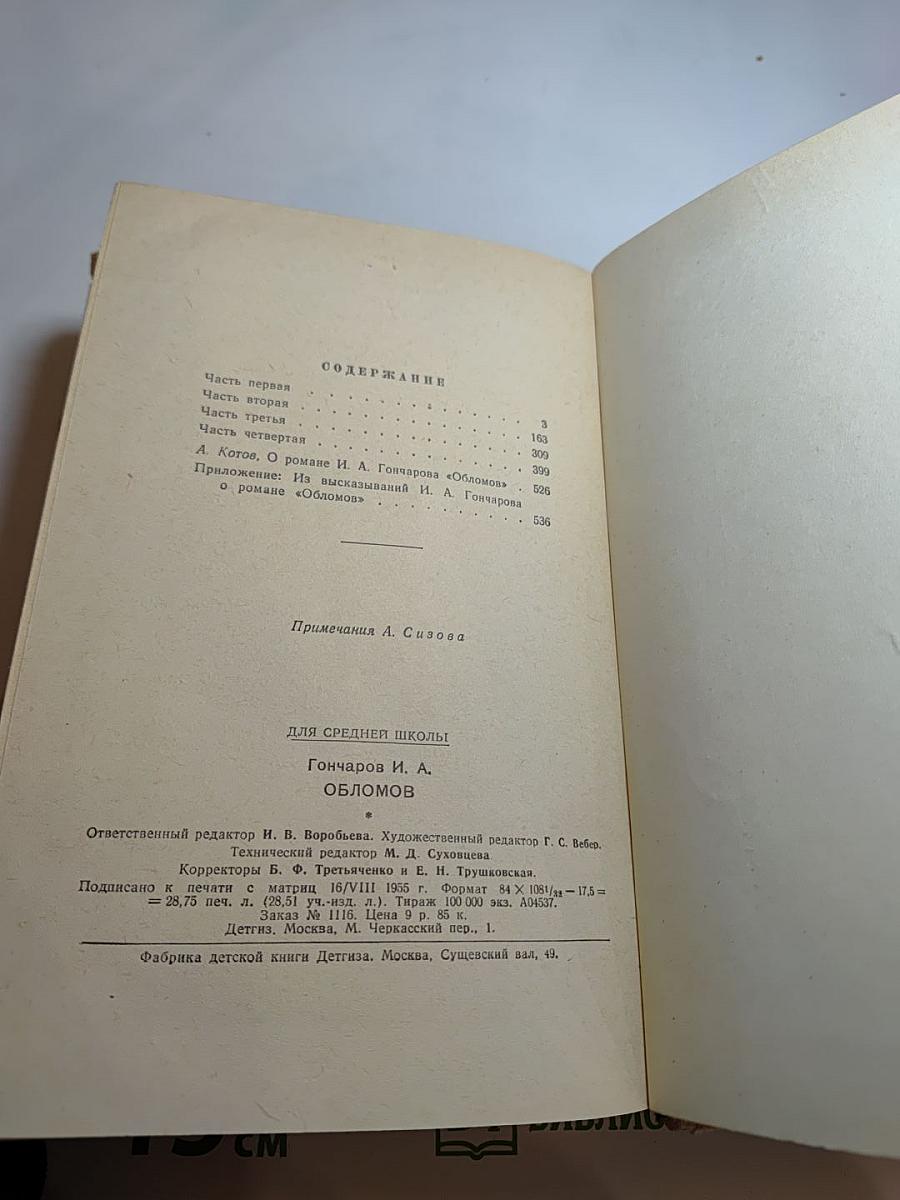 СОДЕРЖАНИЕ
Часть первая . . . . . . . . . . . . 3
Часть вторая . . . . . . . . . . . . 163
Часть третья . . . . . . . . . . . . 309
Часть четвертая . . . . . . . . . . . 399
А. Котов, О романе И. А. Гончарова «Обломов» . 526
Приложение: Из высказываний И. А. Гончарова
о романе «Обломов» . . . . . . . . . 536
Примечания А. Сизова
ДЛЯ СРЕДНЕЙ ШКОЛЫ
Гончаров И. А.
ОБЛОМОВ
*
Ответственный редактор И. В. Воробьева. Художественный редактор Г. С. Вебер.
Технический редактор М. Д. Суховцева
Корректоры Б. Ф. Третьяченко и Е. Н. Трушковская.
Подписано к печати с матриц 16/VIII 1955 г. Формат 84 × 108 1/32 — 17,5 =
= 28,75 печ. л. (28,51 уч.-изд. л.). Тираж 100 000 экз. А04537.
Заказ № 1116. Цена 9 р. 85 к.
Детгиз. Москва, М. Черкасский пер., 1.
Фабрика детской книги Детгиза. Москва, Сущевский вал, 49.
см